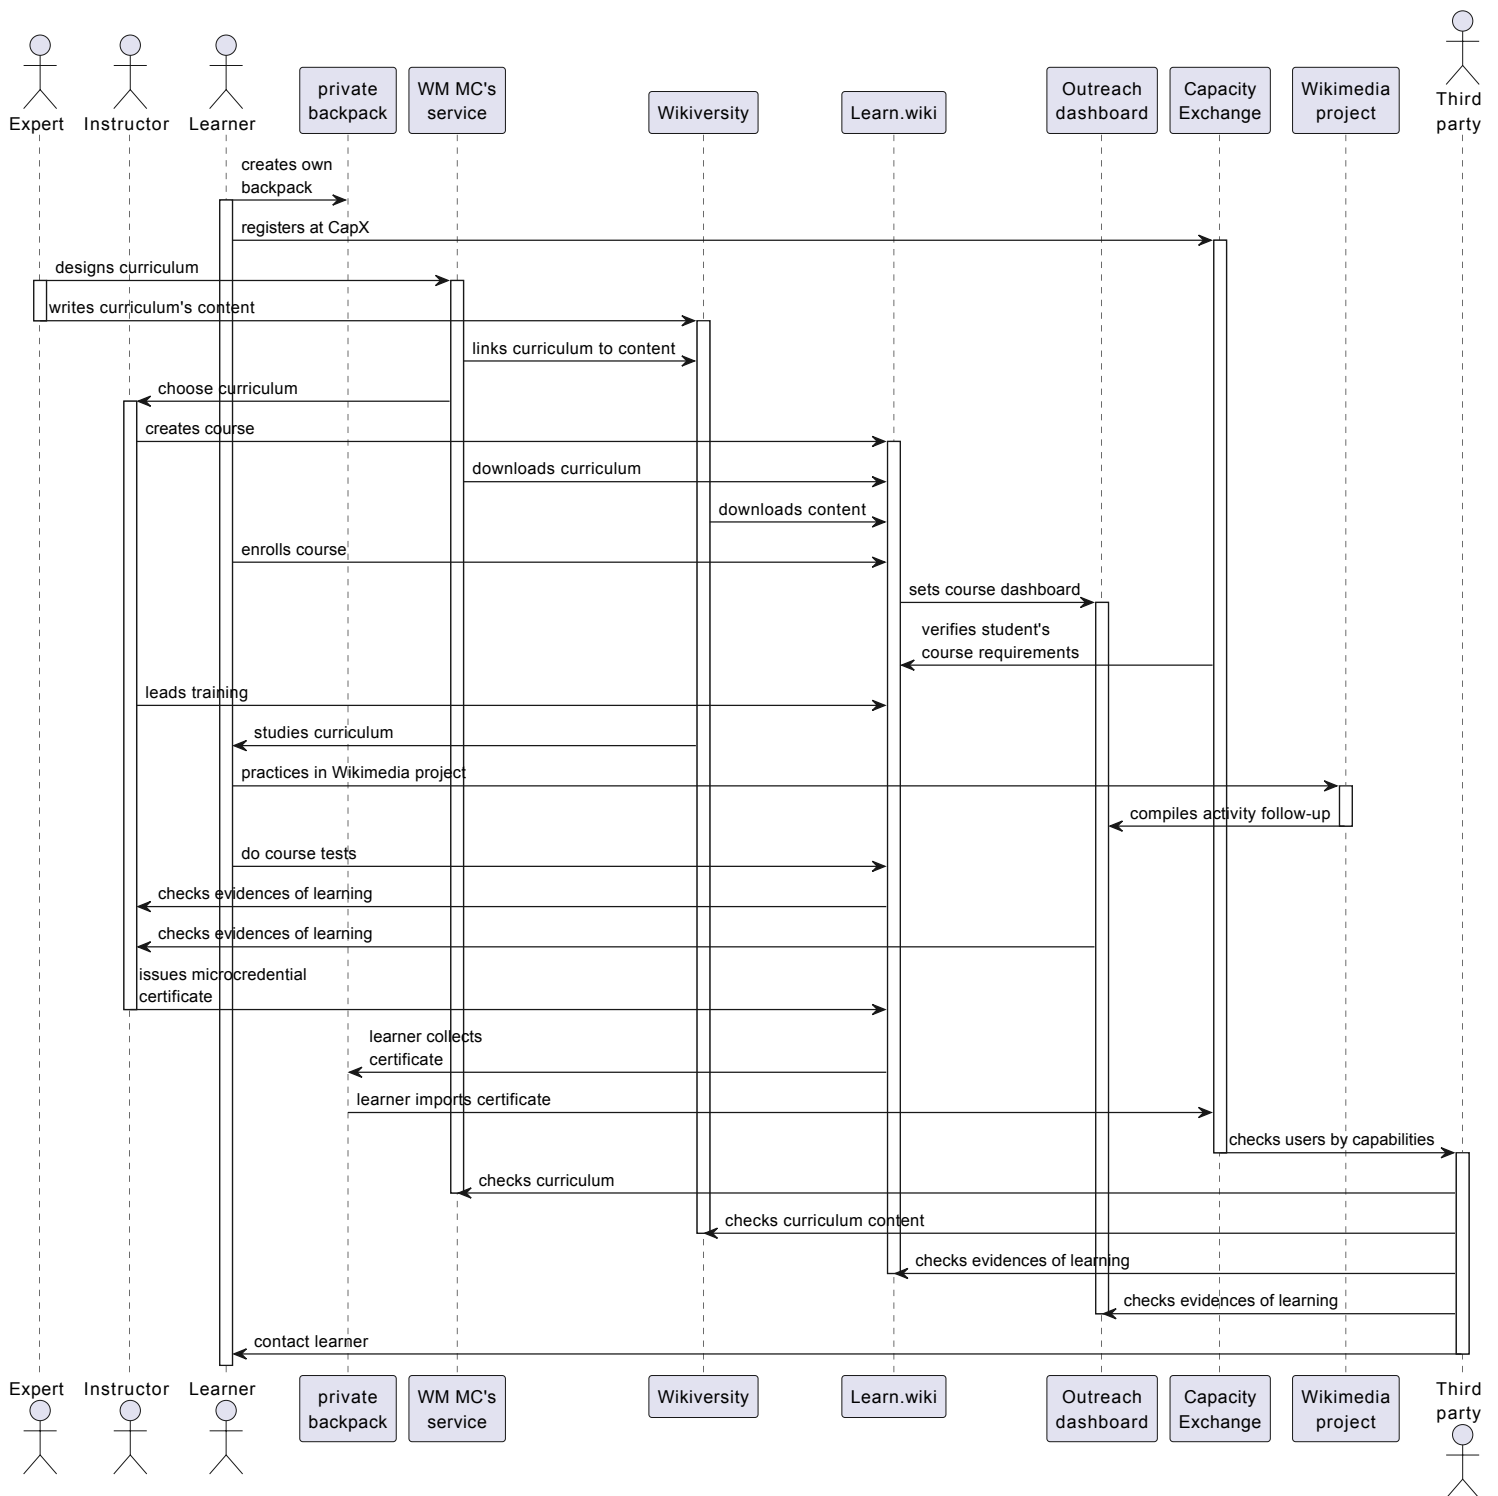 Expert
Instructor
Learner
private
backpack
WM MC's
service
Wikiversity
Learn.wiki
Outreach
dashboard
Capacity
Exchange
Wikimedia
project
Third
party
creates own
backpack
registers at CapX
designs curriculum
writes curriculum's content
links curriculum to content
choose curriculum
creates course
downloads curriculum
downloads content
enrolls course
sets course dashboard
verifies student's
course requirements
leads training
studies curriculum
practices in Wikimedia project
compiles activity follow-up
do course tests
checks evidences of learning
checks evidences of learning
issues microcredential
certificate
learner collects
certificate
learner imports certificate
checks users by capabilities
checks curriculum
checks curriculum content
checks evidences of learning
checks evidences of learning
contact learner
Expert
Instructor
Learner
private
backpack
WM MC's
service
Wikiversity
Learn.wiki
Outreach
dashboard
Capacity
Exchange
Wikimedia
project
Third
party